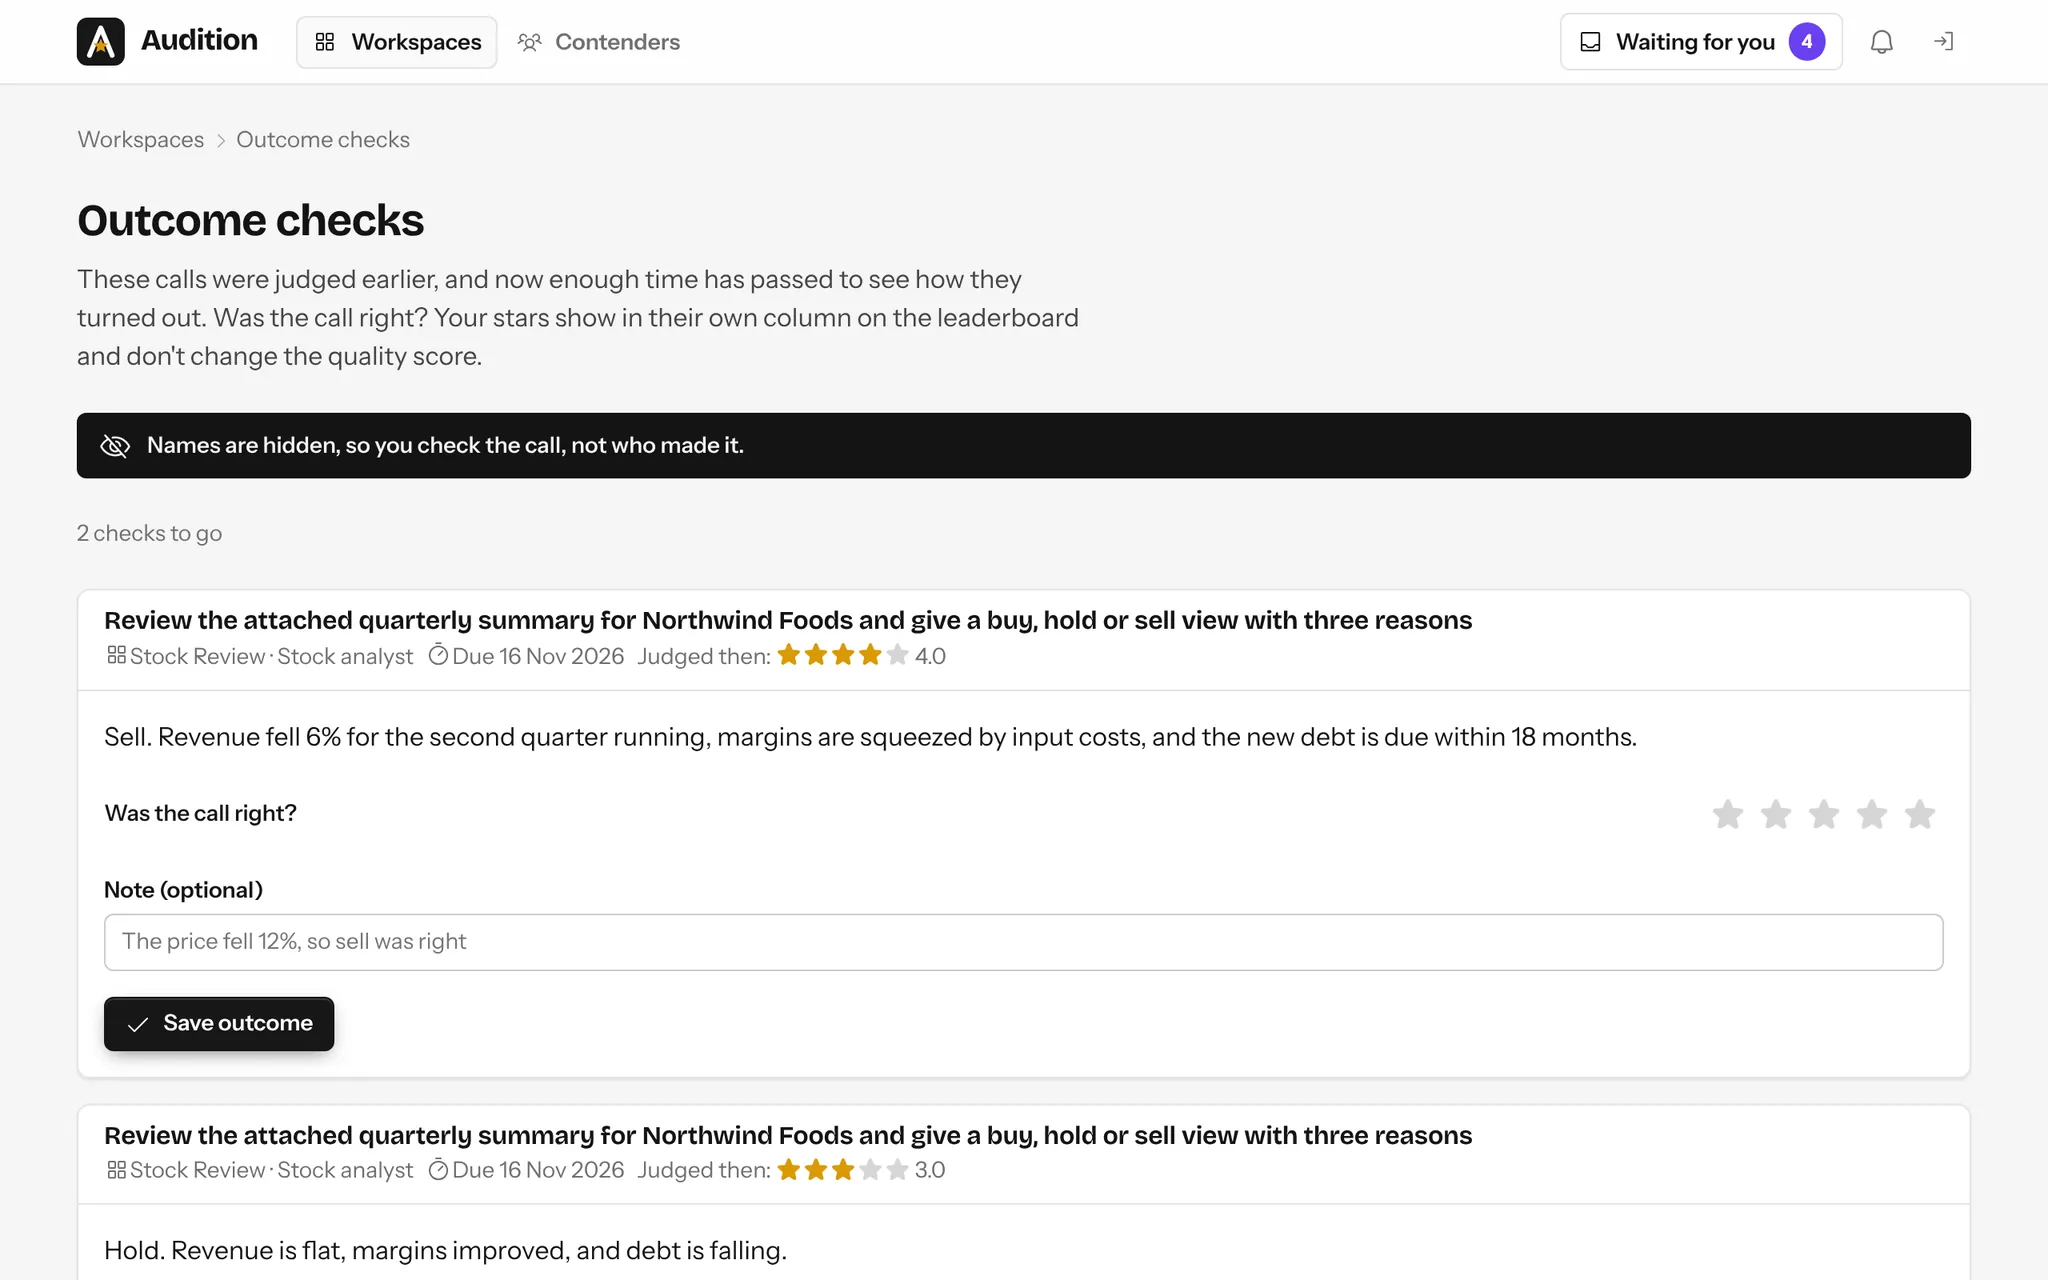 Audition
Workspaces
Contenders
Waiting for you 4
Workspaces > Outcome checks
Outcome checks
These calls were judged earlier, and now enough time has passed to see how they
turned out. Was the call right? Your stars show in their own column on the leaderboard
and don't change the quality score.
Names are hidden, so you check the call, not who made it.
2 checks to go
Review the attached quarterly summary for Northwind Foods and give a buy, hold or sell view with three reasons
Stock Review · Stock analyst Due 16 Nov 2026 Judged then: 4.0
Sell. Revenue fell 6% for the second quarter running, margins are squeezed by input costs, and the new debt is due within 18 months.
Was the call right?
Note (optional)
The price fell 12%, so sell was right
Save outcome
Review the attached quarterly summary for Northwind Foods and give a buy, hold or sell view with three reasons
Stock Review · Stock analyst Due 16 Nov 2026 Judged then: 3.0
Hold. Revenue is flat, margins improved, and debt is falling.